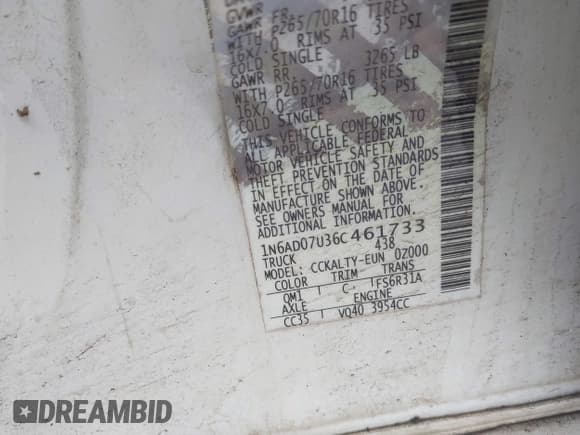 GVWR FR.
GAWR
WITH P265/70R16 TIRES
16X7.0 RIMS AT 35 PSI
COLD SINGLE
GAWR RR. 3265 LB
WITH P265/70R16 TIRES
16X7.0 RIMS AT 35 PSI
COLD SINGLE
THIS VEHICLE CONFORMS TO
ALL APPLICABLE FEDERAL
MOTOR VEHICLE SAFETY AND
THEFT PREVENTION STANDARDS
IN EFFECT ON THE DATE OF
MANUFACTURE SHOWN ABOVE.
SEE OWNERS MANUAL FOR
ADDITIONAL INFORMATION.
1N6AD07U36C461733
TRUCK 438
MODEL: CCKALTY-EUN 0Z000
COLOR TRIM TRANS
QM1 C FS6R31A
AXLE ENGINE
CC35 VQ40 3954CC
DREAMBID